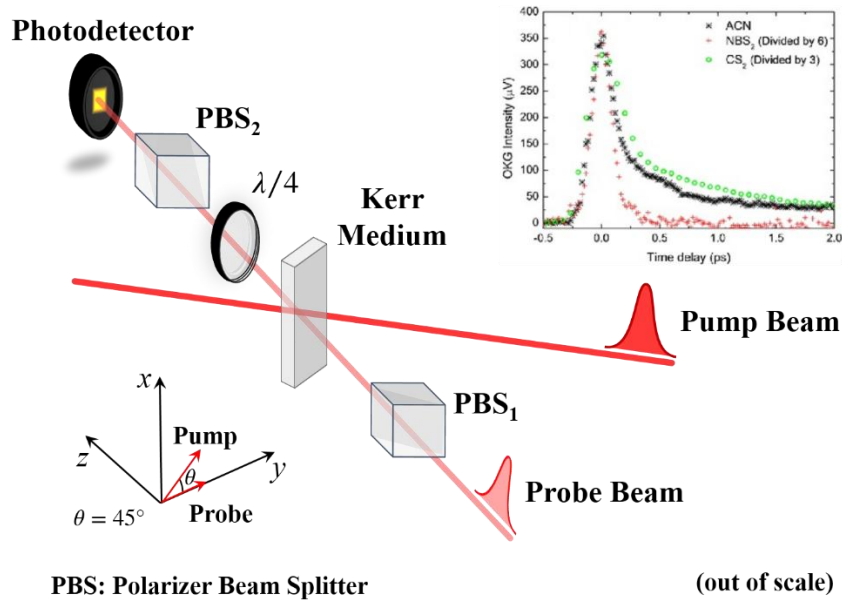 Photodetector
PBS₂
λ/4
Kerr
Medium
400
350
300
250
200
150
100
50
0
OKG Intensity (μV)
ACN
NBS₂ (Divided by 6)
CS₂ (Divided by 3)
-0.5
0.0
0.5
1.0
1.5
2.0
Time delay (ps)
Pump Beam
PBS₁
Probe Beam
x
z
y
Pump
θ
Probe
θ = 45°
PBS: Polarizer Beam Splitter
(out of scale)